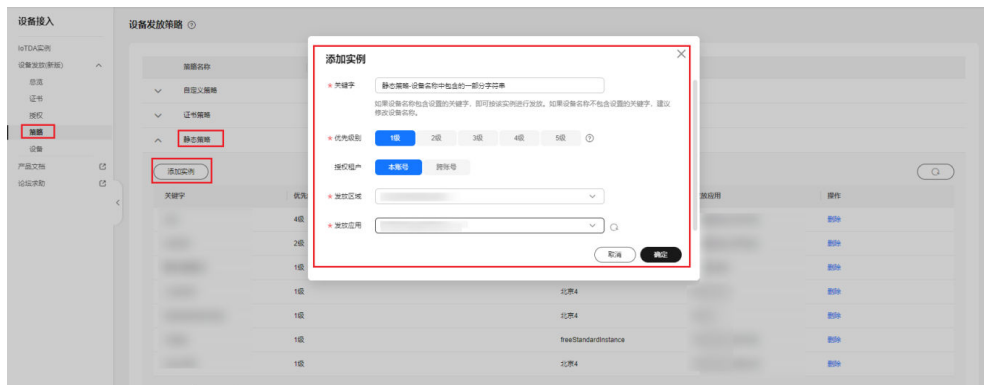 设备接入
IoTDA实例
设备发放(新版)
总览
证书
授权
策略
设备
产品文档
论坛求助
设备发放策略
策略名称
自定义策略
证书策略
静态策略
添加实例
关键字
优先
放应用
操作
4级
删除
2级
删除
1级
删除
1级
北京4
删除
1级
北京4
删除
1级
freeStandardInstance
删除
1级
北京4
删除
添加实例
* 关键字
静态策略-设备名称中包含的一部分字符串
如果设备名称包含设置的关键字，即可按该实例进行发放。如果设备名称不包含设置的关键字，建议
修改设备名称。
* 优先级别
1级 2级 3级 4级 5级
授权租户
本账号 跨账号
* 发放区域
* 发放应用
取消 确定